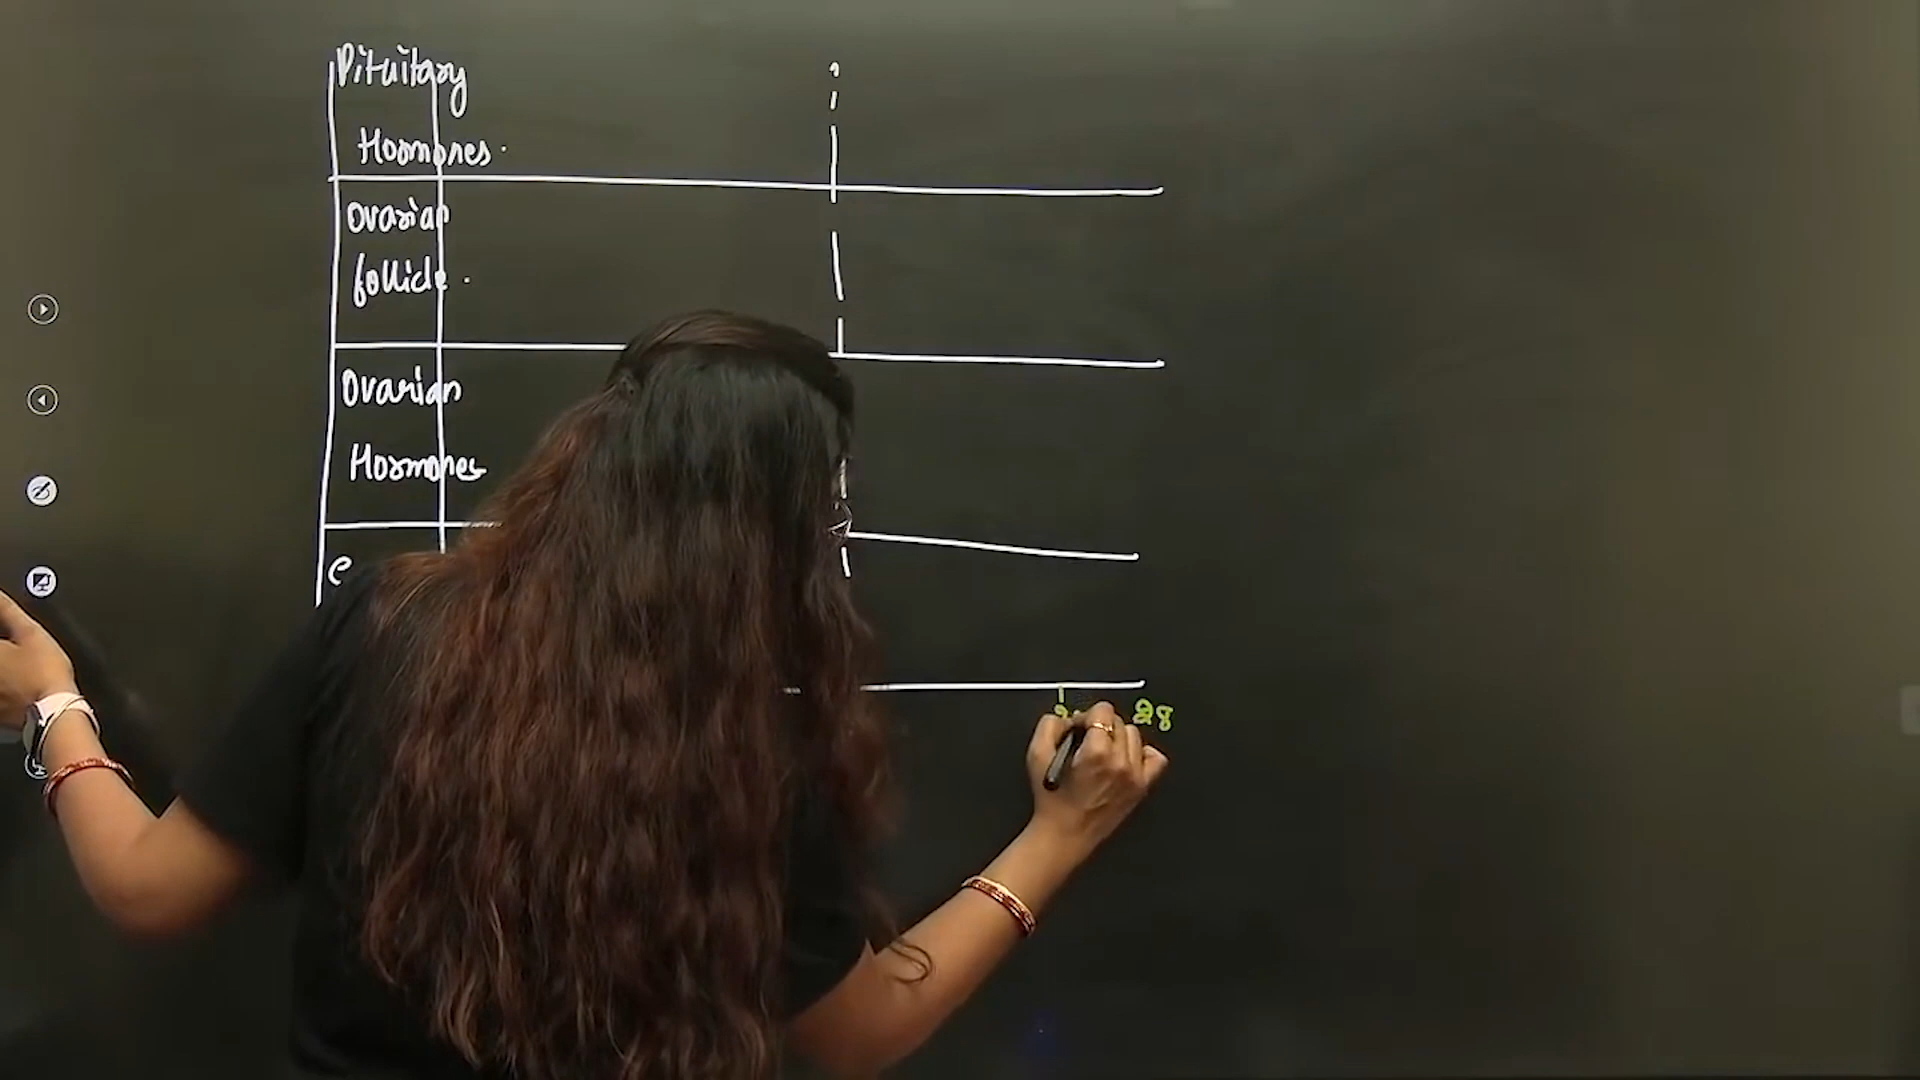 Pituitary
Hormones.
Ovarian
follicle.
Ovarian
Hormones
28